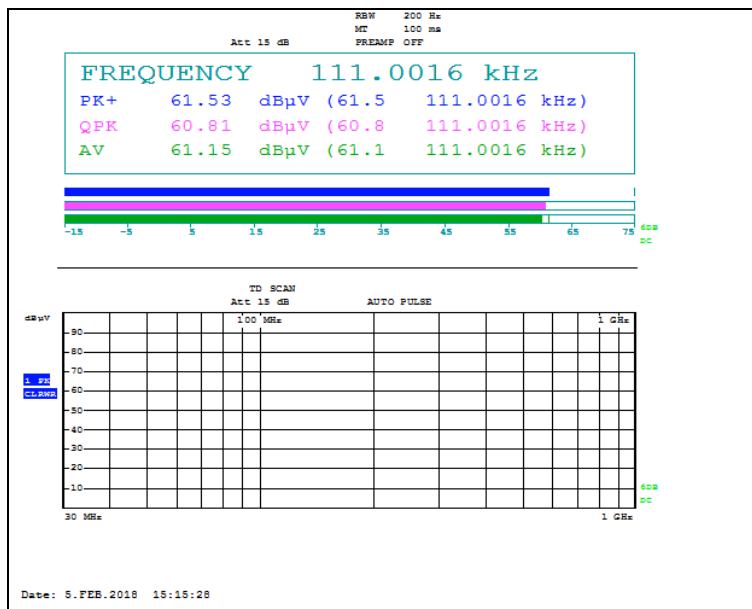 RBW 200 Hz
MT 100 ms
Att 15 dB PREAMP OFF
FREQUENCY 111.0016 kHz
PK+ 61.53 dBµV (61.5 111.0016 kHz)
QPK 60.81 dBµV (60.8 111.0016 kHz)
AV 61.15 dBµV (61.1 111.0016 kHz)
-15 -5 5 15 25 35 45 55 65 75
6DB
DC
TD SCAN
Att 15 dB AUTO PULSE
dBµV
100 MHz 1 GHz
90
80
70
1 PK
60
CLRWR
50
40
30
20
10
6DB
DC
30 MHz 1 GHz
Date: 5.FEB.2018 15:15:28